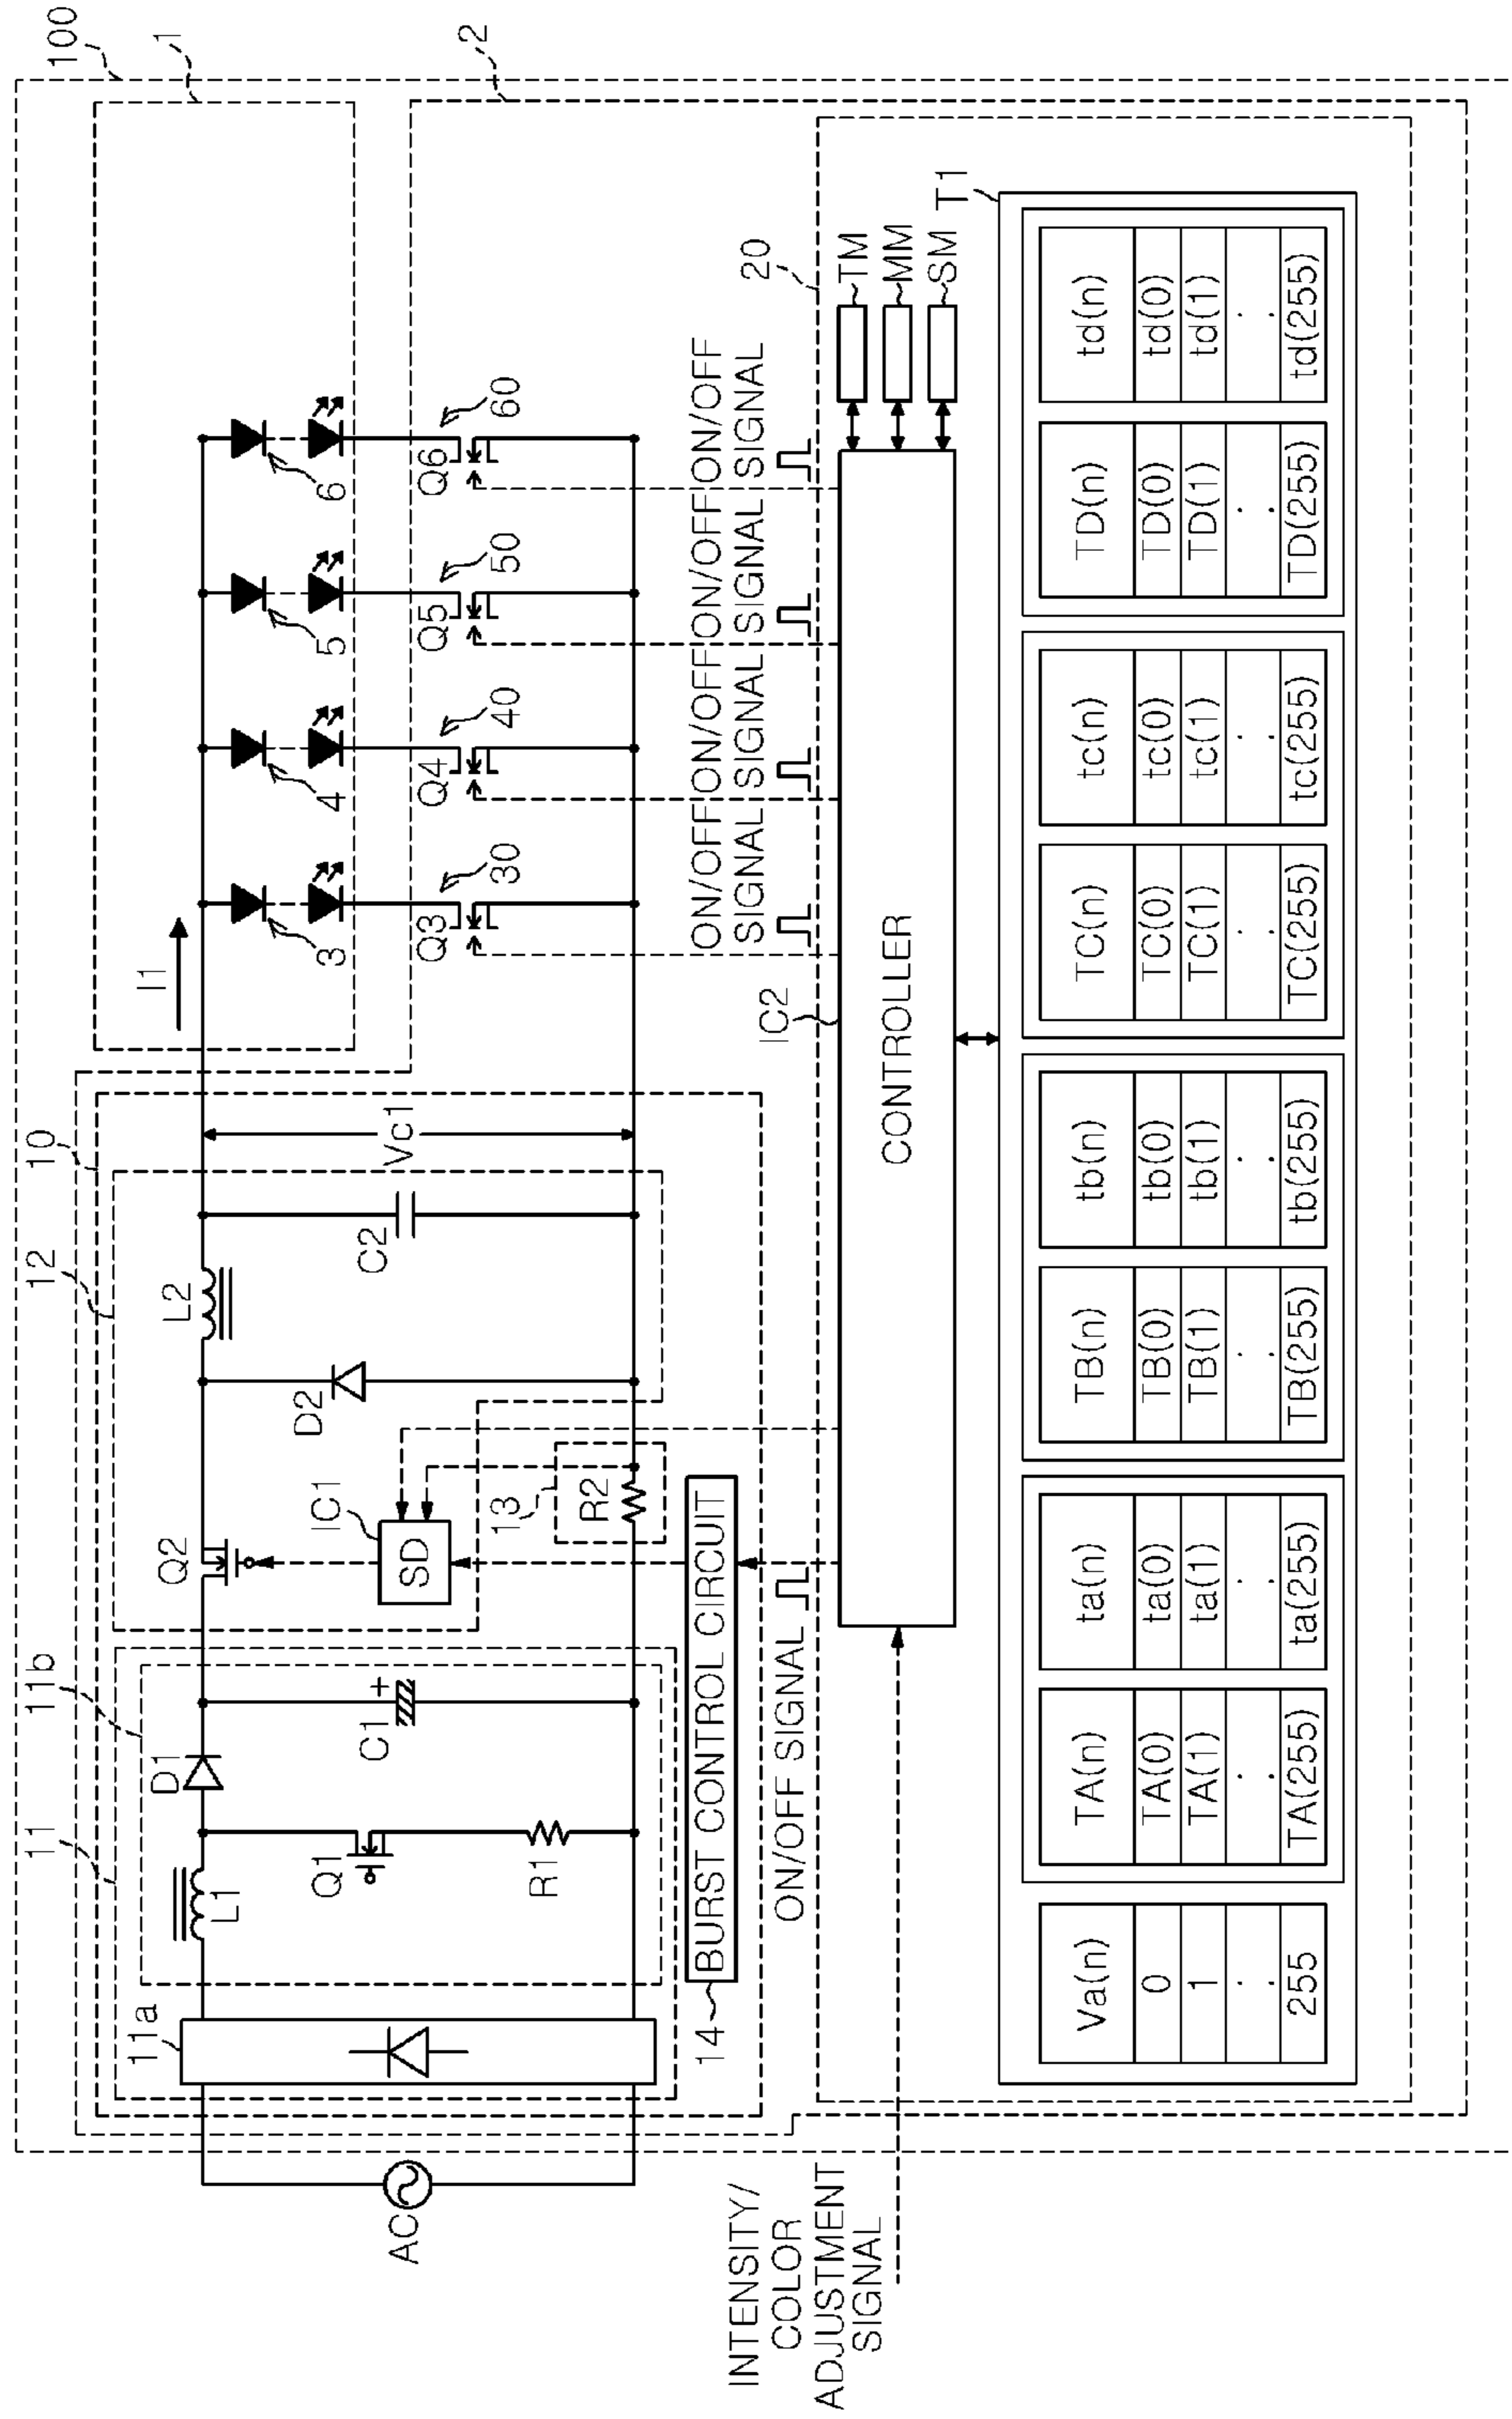 100
1
2
10
12
11
11b
11a
I1
L1
D1
Q1
R1
C1
Q2
IC1
SD
13
R2
D2
L2
C2
Vc1
3
4
5
6
Q3
30
Q4
40
Q5
50
Q6
60
AC
14
BURST CONTROL CIRCUIT
ON/OFF SIGNAL
ON/OFF
SIGNAL
ON/OFF
SIGNAL
ON/OFF
SIGNAL
ON/OFF
SIGNAL
INTENSITY/
COLOR
ADJUSTMENT
SIGNAL
20
IC2
CONTROLLER
TM
MM
SM
T1
Va(n)
0
1
. .
255
TA(n)
TA(0)
TA(1)
. .
TA(255)
ta(n)
ta(0)
ta(1)
. .
ta(255)
TB(n)
TB(0)
TB(1)
. .
TB(255)
tb(n)
tb(0)
tb(1)
. .
tb(255)
TC(n)
TC(0)
TC(1)
. .
TC(255)
tc(n)
tc(0)
tc(1)
. .
tc(255)
TD(n)
TD(0)
TD(1)
. .
TD(255)
td(n)
td(0)
td(1)
. .
td(255)